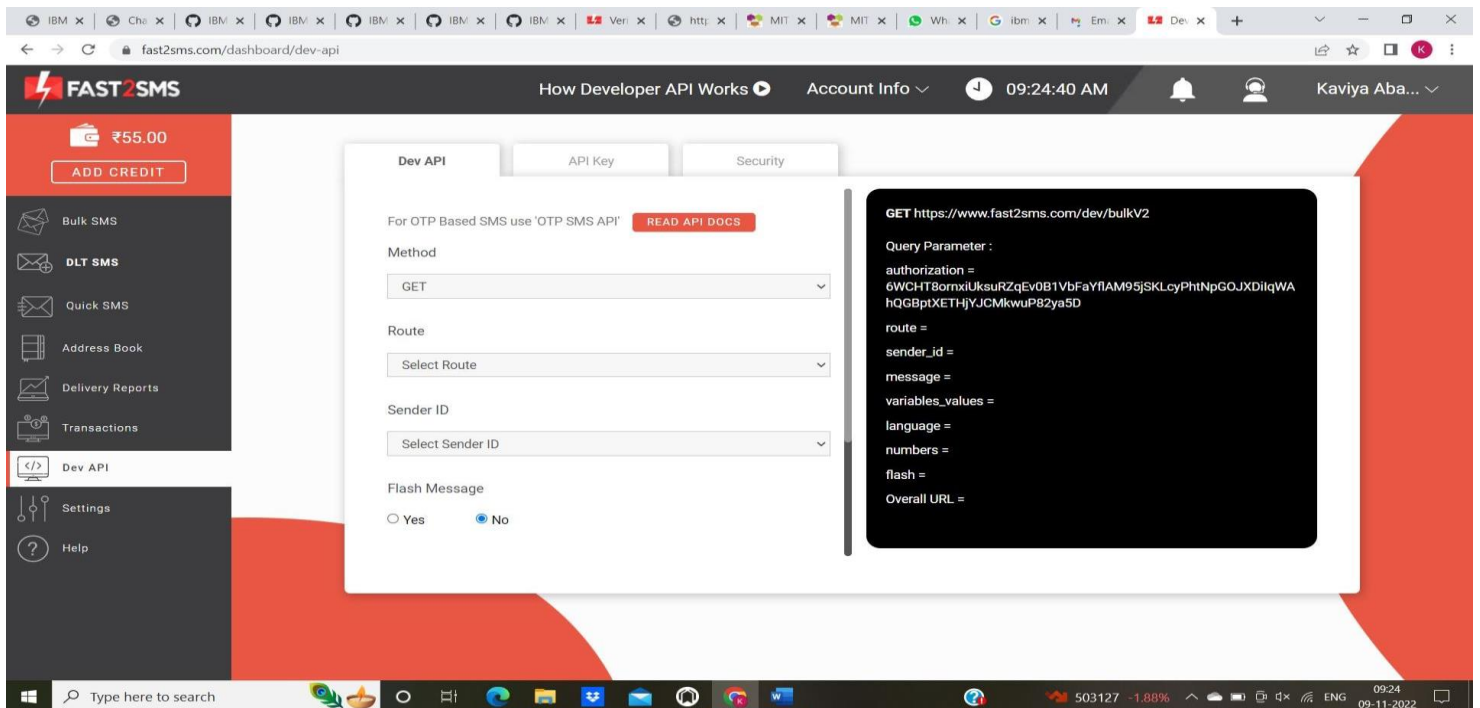 IBM
Cha
IBM
IBM
IBM
IBM
IBM
Veri
http
MIT
MIT
Wh
ibm
Em
Dev
fast2sms.com/dashboard/dev-api
K
FAST2SMS
How Developer API Works
Account Info
09:24:40 AM
Kaviya Aba...
₹55.00
ADD CREDIT
Bulk SMS
DLT SMS
Quick SMS
Address Book
Delivery Reports
Transactions
Dev API
Settings
Help
Dev API
API Key
Security
For OTP Based SMS use 'OTP SMS API'
READ API DOCS
Method
GET
Route
Select Route
Sender ID
Select Sender ID
Flash Message
Yes
No
GET https://www.fast2sms.com/dev/bulkV2
Query Parameter :
authorization =
route =
sender_id =
message =
variables_values =
language =
numbers =
flash =
Overall URL =
Type here to search
503127 -1.88%
ENG
09:24
09-11-2022